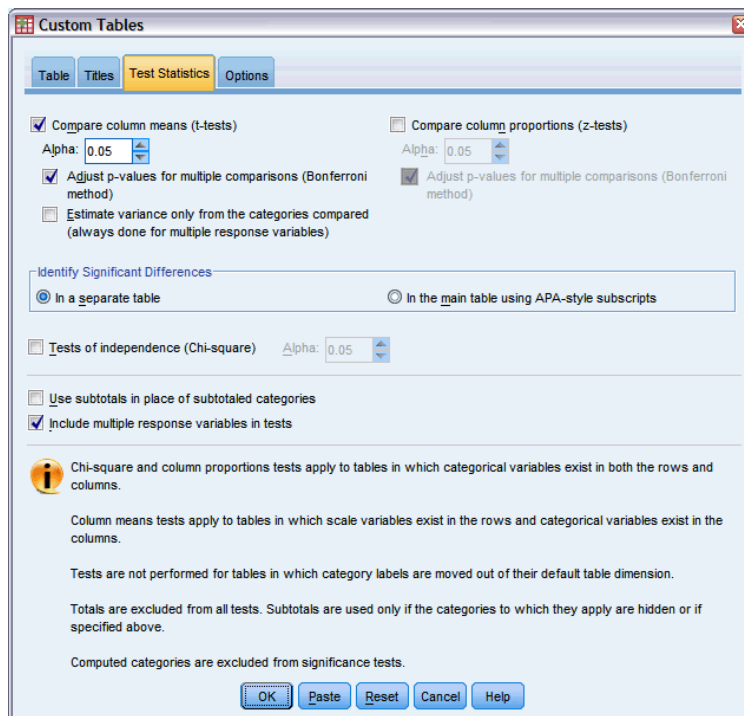 Custom Tables
Table Titles Test Statistics Options
Compare column means (t-tests)
Alpha: 0.05
Adjust p-values for multiple comparisons (Bonferroni
method)
Estimate variance only from the categories compared
(always done for multiple response variables)
Compare column proportions (z-tests)
Alpha: 0.05
Adjust p-values for multiple comparisons (Bonferroni
method)
Identify Significant Differences
In a separate table
In the main table using APA-style subscripts
Tests of independence (Chi-square) Alpha: 0.05
Use subtotals in place of subtotaled categories
Include multiple response variables in tests
Chi-square and column proportions tests apply to tables in which categorical variables exist in both the rows and
columns.
Column means tests apply to tables in which scale variables exist in the rows and categorical variables exist in the
columns.
Tests are not performed for tables in which category labels are moved out of their default table dimension.
Totals are excluded from all tests. Subtotals are used only if the categories to which they apply are hidden or if
specified above.
Computed categories are excluded from significance tests.
OK Paste Reset Cancel Help